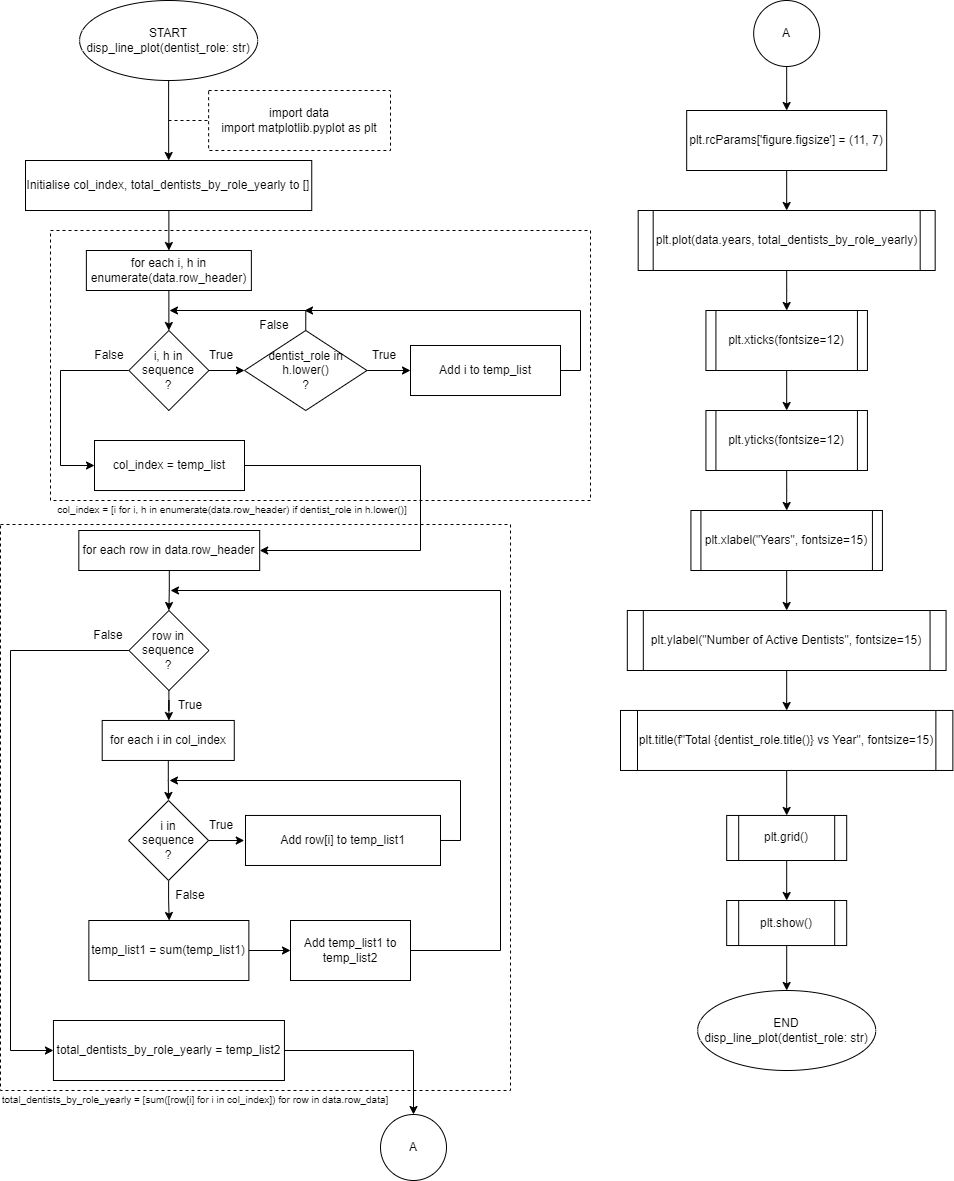 START
disp_line_plot(dentist_role: str)
import data
import matplotlib.pyplot as plt
Initialise col_index, total_dentists_by_role_yearly to []
for each i, h in
enumerate(data.row_header)
False
False
i, h in
sequence
?
True
dentist_role in
h.lower()
?
True
Add i to temp_list
col_index = temp_list
col_index = [i for i, h in enumerate(data.row_header) if dentist_role in h.lower()]
for each row in data.row_header
False
row in
sequence
?
True
for each i in col_index
i in
sequence
?
True
Add row[i] to temp_list1
False
temp_list1 = sum(temp_list1)
Add temp_list1 to
temp_list2
total_dentists_by_role_yearly = temp_list2
total_dentists_by_role_yearly = [sum([row[i] for i in col_index]) for row in data.row_data]
A
A
plt.rcParams['figure.figsize'] = (11, 7)
plt.plot(data.years, total_dentists_by_role_yearly)
plt.xticks(fontsize=12)
plt.yticks(fontsize=12)
plt.xlabel("Years", fontsize=15)
plt.ylabel("Number of Active Dentists", fontsize=15)
plt.title(f"Total {dentist_role.title()} vs Year", fontsize=15)
plt.grid()
plt.show()
END
disp_line_plot(dentist_role: str)